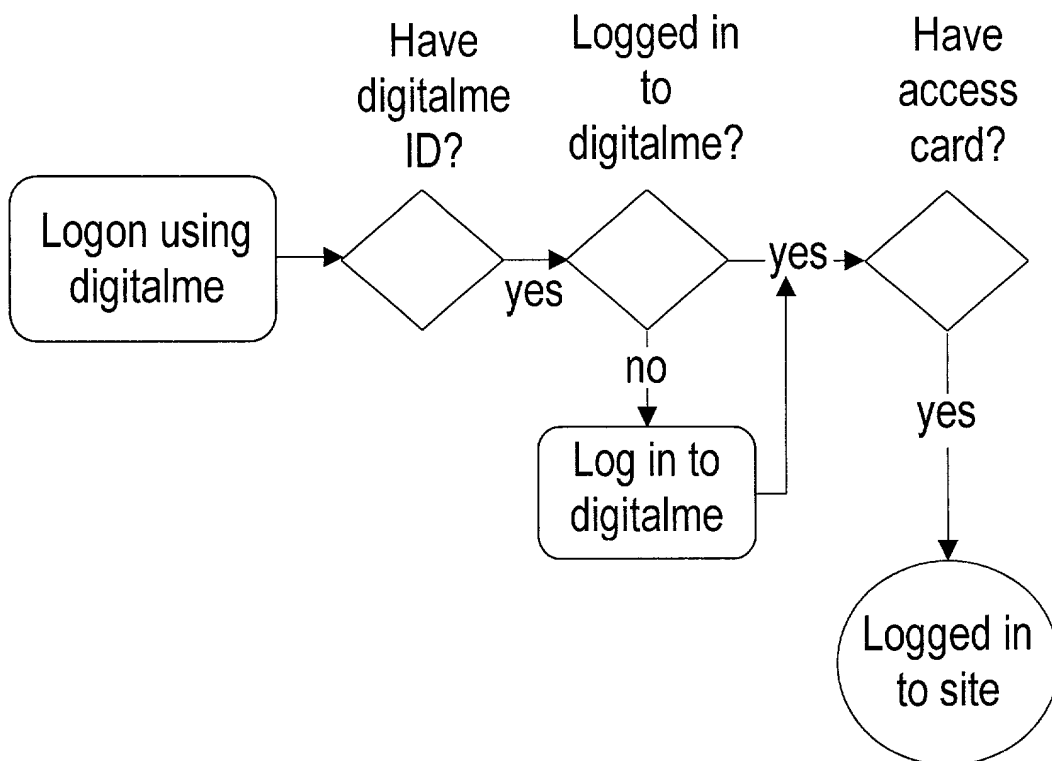 Have
digitalme
ID?
Logged in
to
digitalme?
Have
access
card?
Logon using
digitalme
yes
yes
no
Log in to
digitalme
yes
Logged in
to site